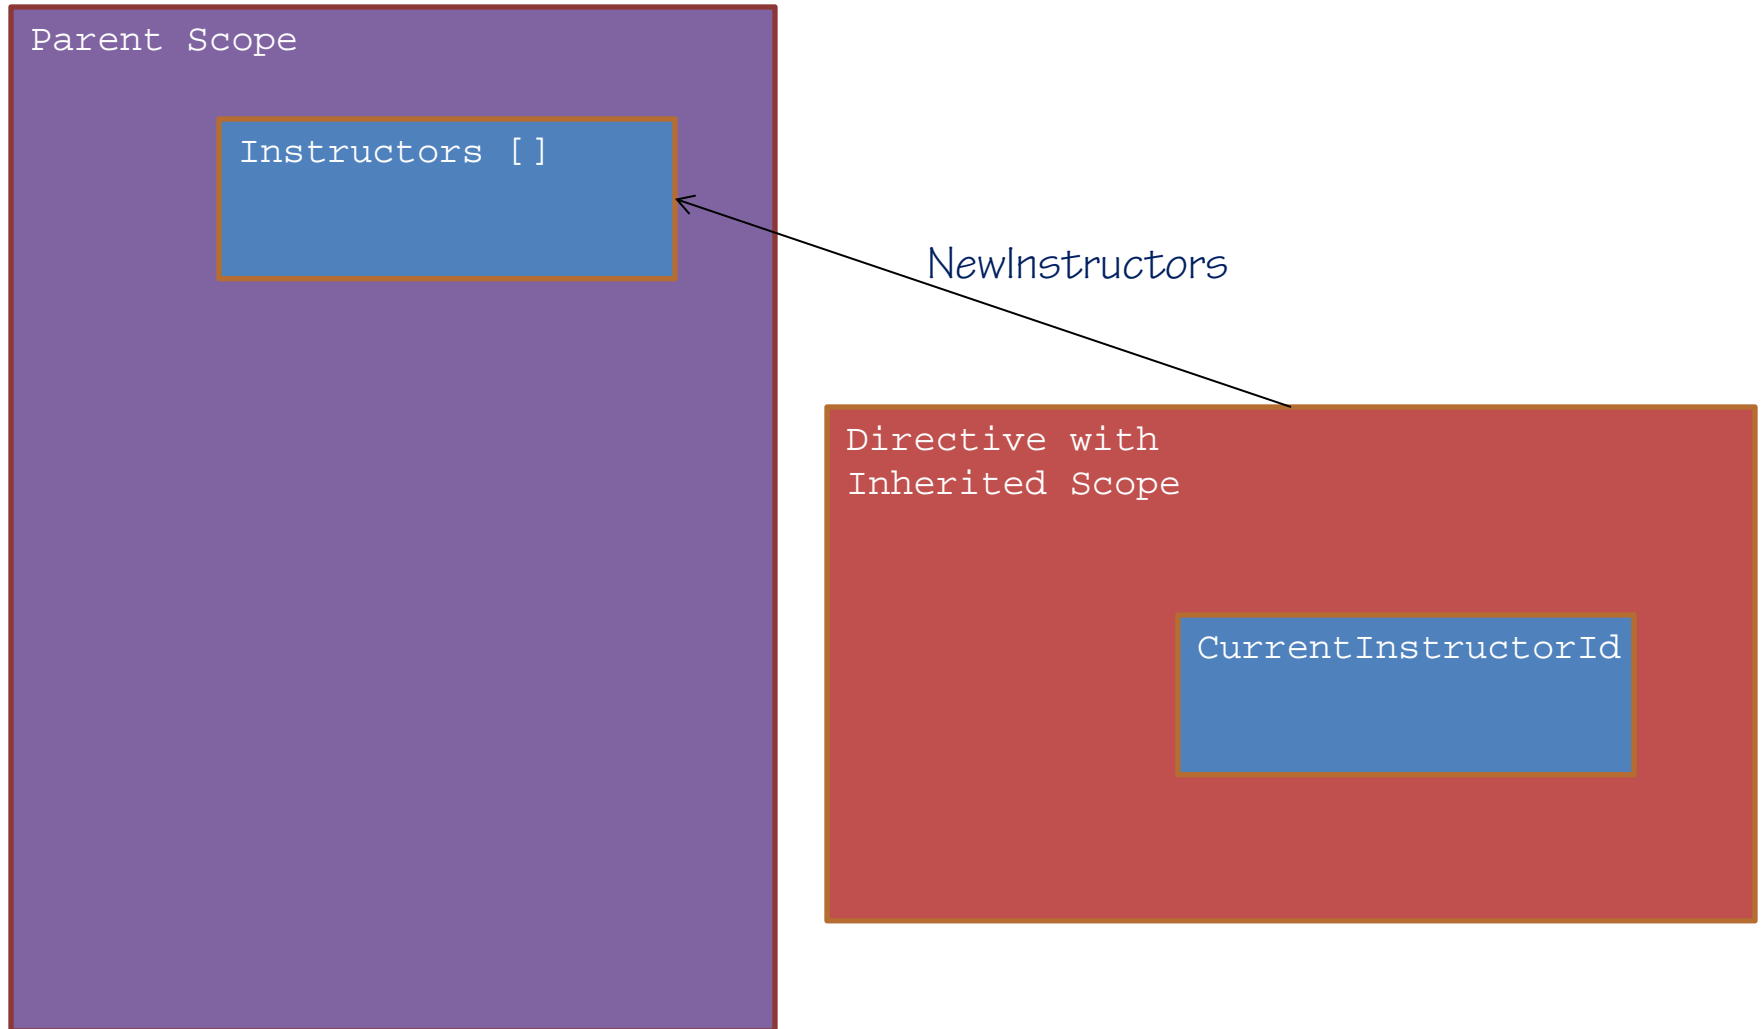 Parent Scope
Instructors []
NewInstructors
Directive with
Inherited Scope
CurrentInstructorId